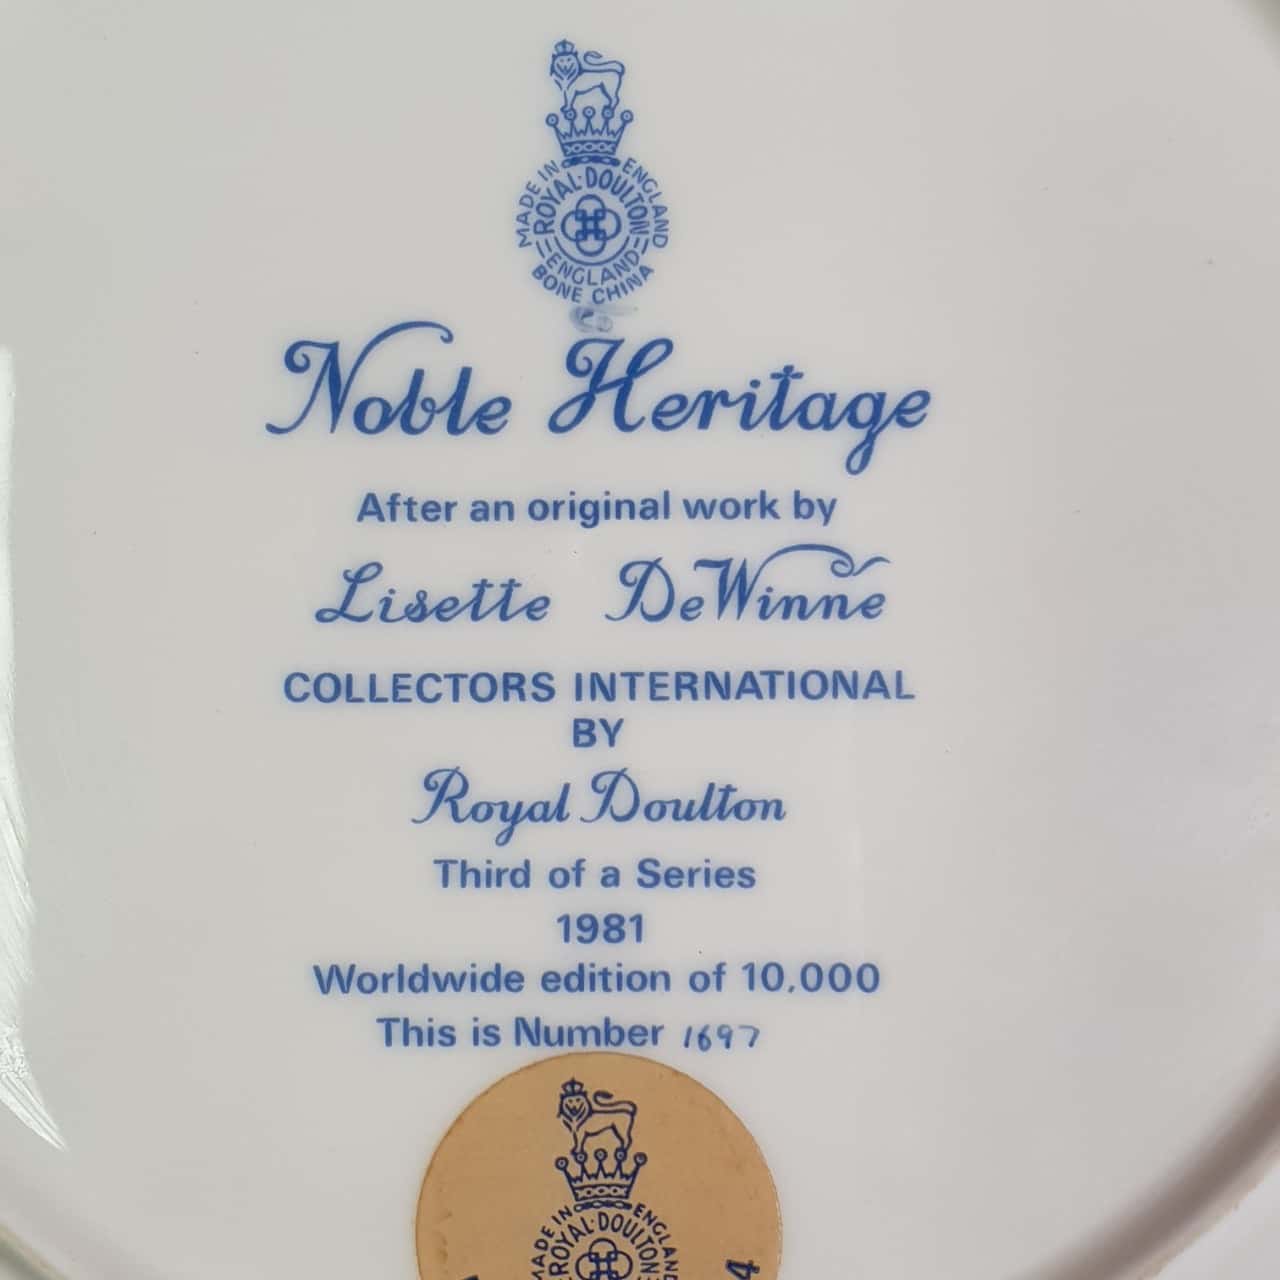 MADE IN ENGLAND
ROYAL·DOULTON
ENGLAND
BONE CHINA
Noble Heritage
After an original work by
Lisette DeWinne
COLLECTORS INTERNATIONAL
BY
Royal Doulton
Third of a Series
1981
Worldwide edition of 10,000
This is Number 1697
MADE IN ENGLAND
ROYAL·DOULTON
4